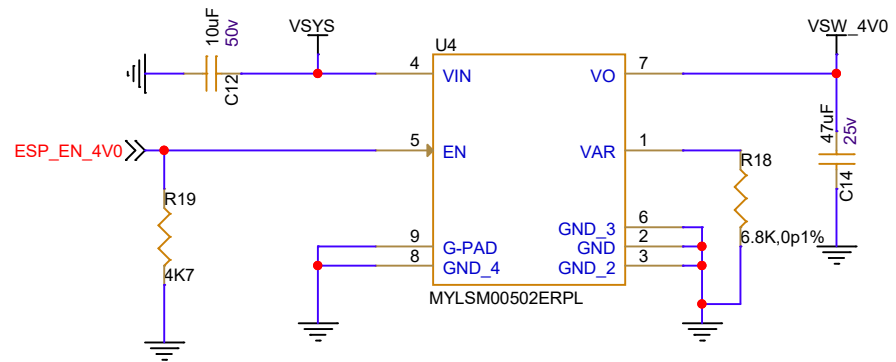 10uF
50v
C12
VSYS
U4
VSW_4V0
4
VIN
VO
7
ESP_EN_4V0
5
EN
VAR
1
47uF
25v
C14
R19
4K7
R18
6.8K,0p1%
9
G-PAD
8
GND_4
GND_3
6
GND
2
GND_2
3
MYLSM00502ERPL